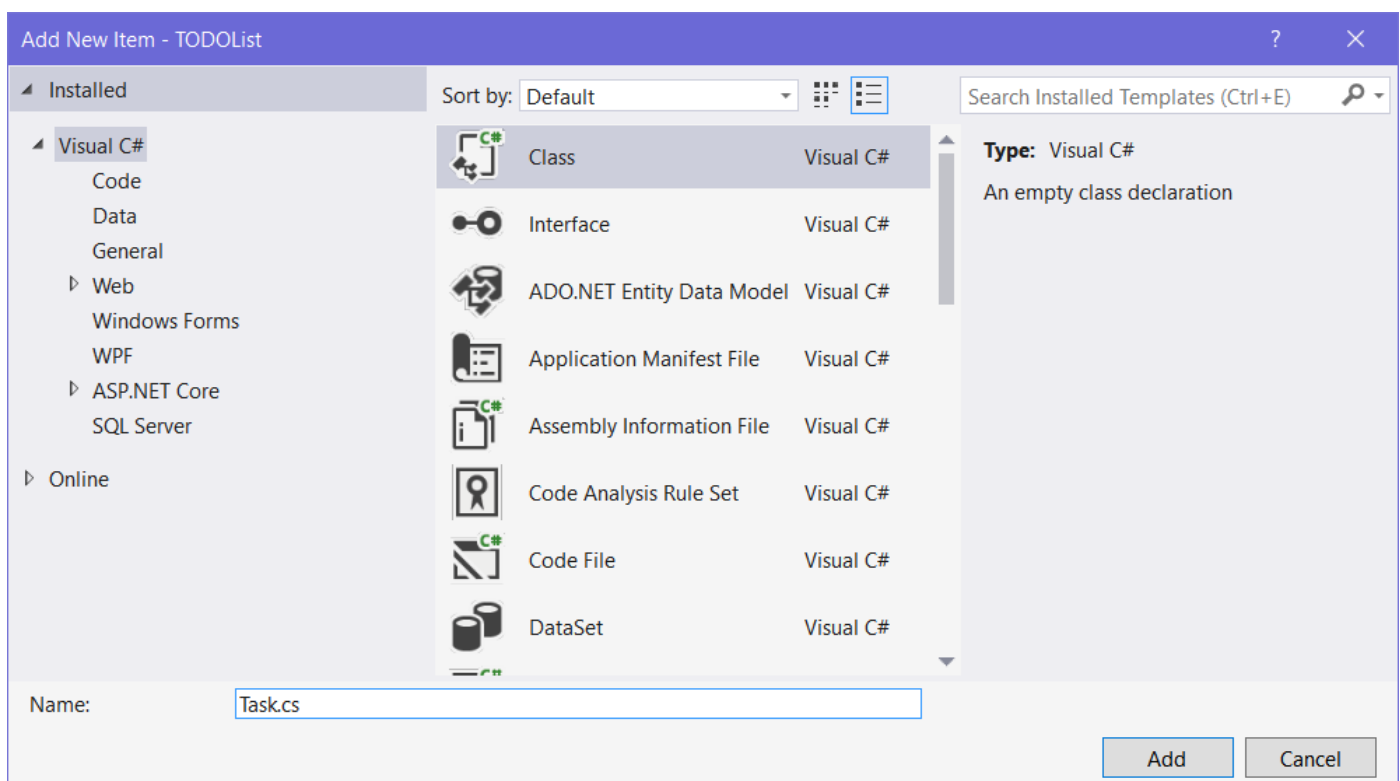 Add New Item - TODOList
?
Installed
Sort by: Default
Search Installed Templates (Ctrl+E)
Visual C#
Code
Data
General
Web
Windows Forms
WPF
ASP.NET Core
SQL Server
Online
C# Class Visual C#
Interface Visual C#
ADO.NET Entity Data Model Visual C#
Application Manifest File Visual C#
C# Assembly Information File Visual C#
Code Analysis Rule Set Visual C#
C# Code File Visual C#
DataSet Visual C#
Type: Visual C#
An empty class declaration
Name: Task.cs
Add Cancel